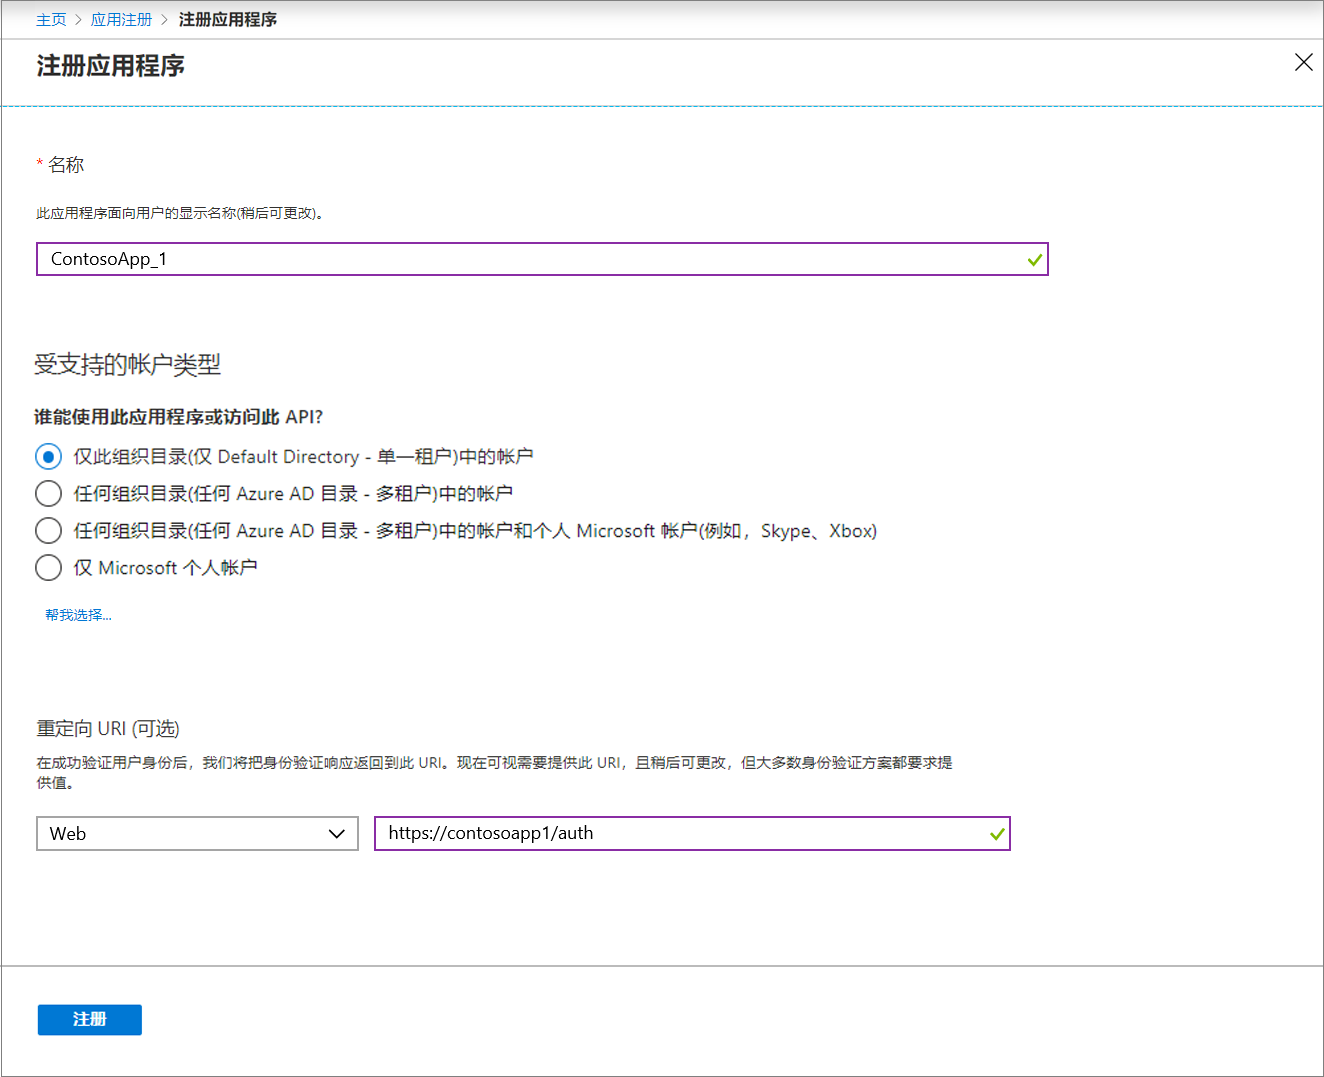 主页 > 应用注册 > 注册应用程序
注册应用程序
* 名称
此应用程序面向用户的显示名称(稍后可更改)。
ContosoApp_1
受支持的帐户类型
谁能使用此应用程序或访问此 API?
仅此组织目录(仅 Default Directory - 单一租户)中的帐户
任何组织目录(任何 Azure AD 目录 - 多租户)中的帐户
任何组织目录(任何 Azure AD 目录 - 多租户)中的帐户和个人 Microsoft 帐户(例如，Skype、Xbox)
仅 Microsoft 个人帐户
帮我选择...
重定向 URI (可选)
在成功验证用户身份后，我们将把身份验证响应返回到此 URI。现在可视需要提供此 URI，且稍后可更改，但大多数身份验证方案都要求提
供值。
Web
https://contosoapp1/auth
注册